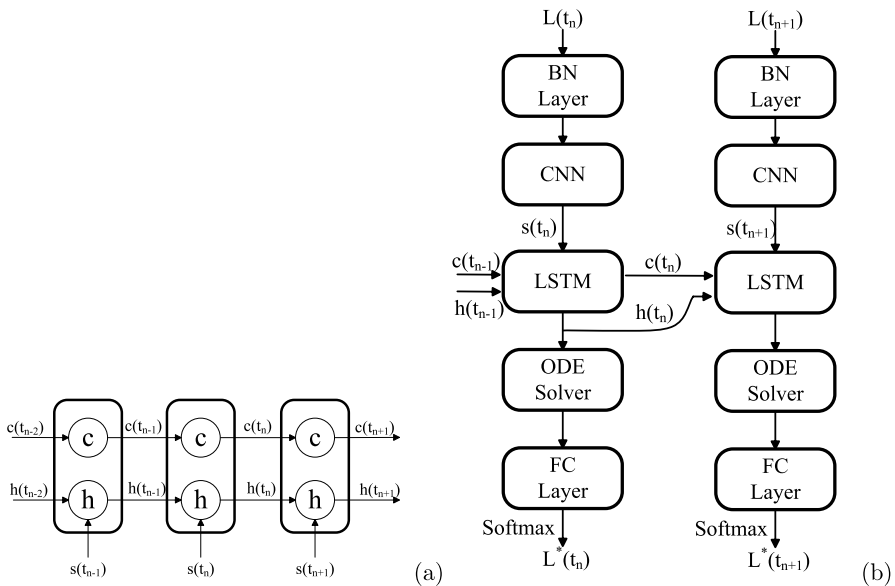 c(tn-2)
c(tn-1)
c(tn)
c(tn+1)
c
c
c
h(tn-2)
h(tn-1)
h(tn)
h(tn+1)
h
h
h
s(tn-1)
s(tn)
s(tn+1)
(a)
L(tn)
L(tn+1)
BN
Layer
BN
Layer
CNN
CNN
s(tn)
s(tn+1)
c(tn-1)
h(tn-1)
LSTM
c(tn)
h(tn)
LSTM
ODE
Solver
ODE
Solver
FC
Layer
FC
Layer
Softmax
Softmax
L*(tn)
L*(tn+1)
(b)